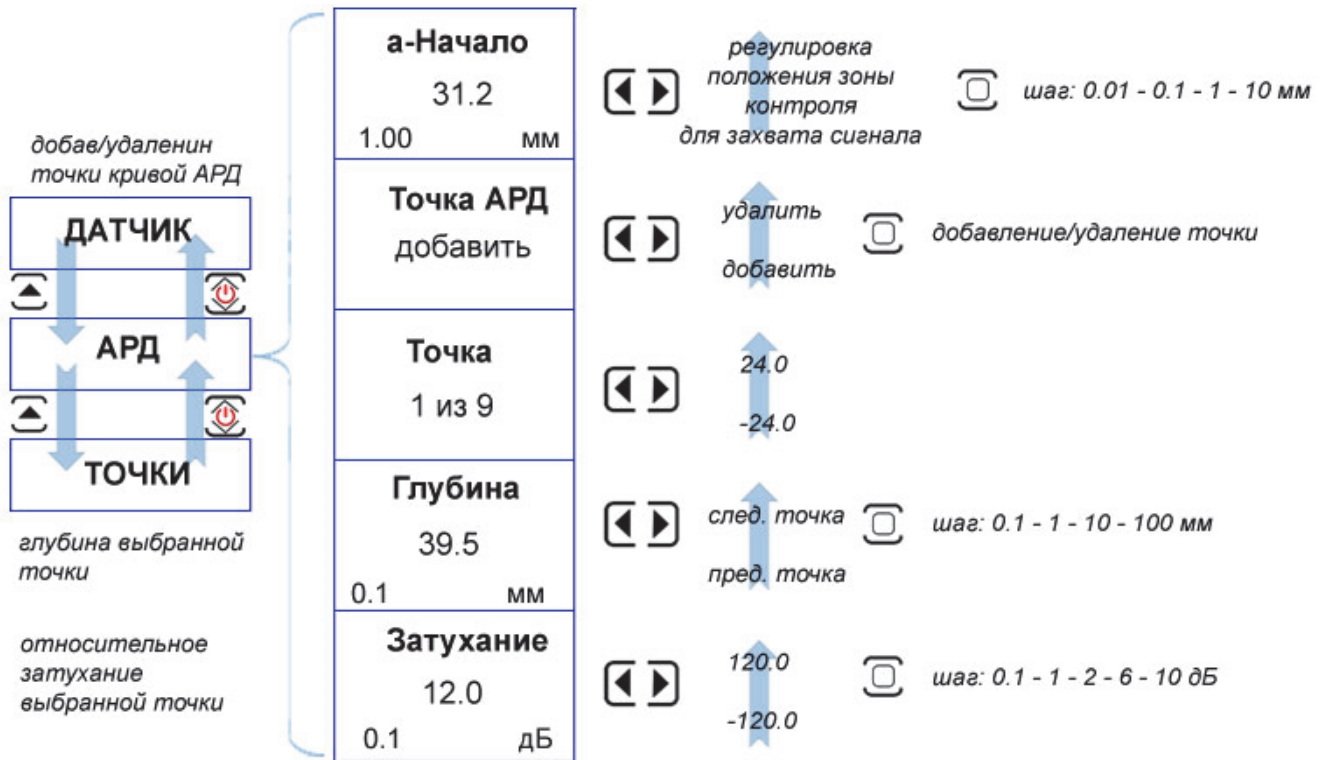 добав/удаленин
точки кривой АРД
ДАТЧИК
АРД
ТОЧКИ
глубина выбранной
точки
относительное
затухание
выбранной точки
а-Начало
31.2
1.00 мм
регулировка
положения зоны
контроля
для захвата сигнала
шаг: 0.01 - 0.1 - 1 - 10 мм
Точка АРД
добавить
удалить
добавить
добавление/удаление точки
Точка
1 из 9
24.0
-24.0
Глубина
39.5
0.1 мм
след. точка
пред. точка
шаг: 0.1 - 1 - 10 - 100 мм
Затухание
12.0
0.1 дБ
120.0
-120.0
шаг: 0.1 - 1 - 2 - 6 - 10 дБ